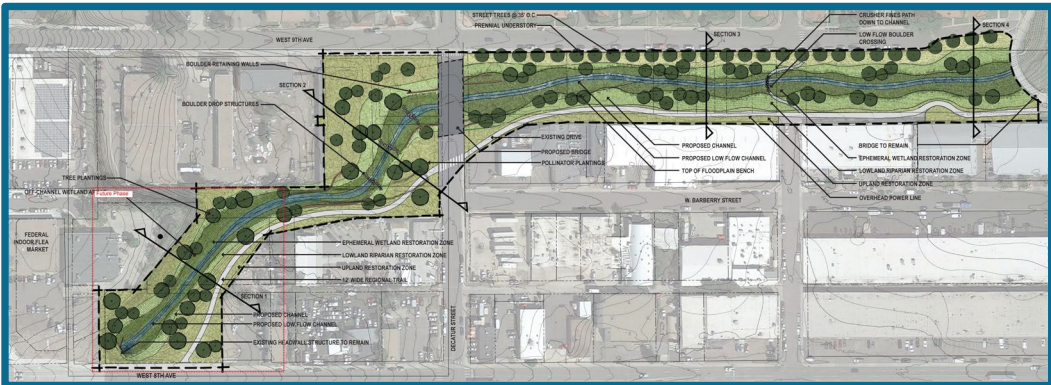 STREET TREES @ 35' O.C
PRENNIAL UNDERSTORY
WEST 9TH AVE
SECTION 3
CRUSHER FINES PATH
DOWN TO CHANNEL
LOW FLOW BOULDER
CROSSING
SECTION 4
BOULDER RETAINING WALLS
SECTION 2
BOULDER DROP STRUCTURES
EXISTING DRIVE
PROPOSED BRIDGE
POLLINATOR PLANTINGS
PROPOSED CHANNEL
PROPOSED LOW FLOW CHANNEL
TOP OF FLOODPLAIN BENCH
BRIDGE TO REMAIN
EPHEMERAL WETLAND RESTORATION ZONE
LOWLAND RIPARIAN RESTORATION ZONE
UPLAND RESTORATION ZONE
OVERHEAD POWER LINE
W. BARBERRY STREET
TREE PLANTINGS
OFF-CHANNEL WETLAND
Future Phase
FEDERAL
INDOOR FLEA
MARKET
EPHEMERAL WETLAND RESTORATION ZONE
LOWLAND RIPARIAN RESTORATION ZONE
UPLAND RESTORATION ZONE
12' WIDE REGIONAL TRAIL
SECTION 1
PROPOSED CHANNEL
PROPOSED LOW FLOW CHANNEL
EXISTING HEADWALL STRUCTURE TO REMAIN
DECATUR STREET
WEST 8TH AVE